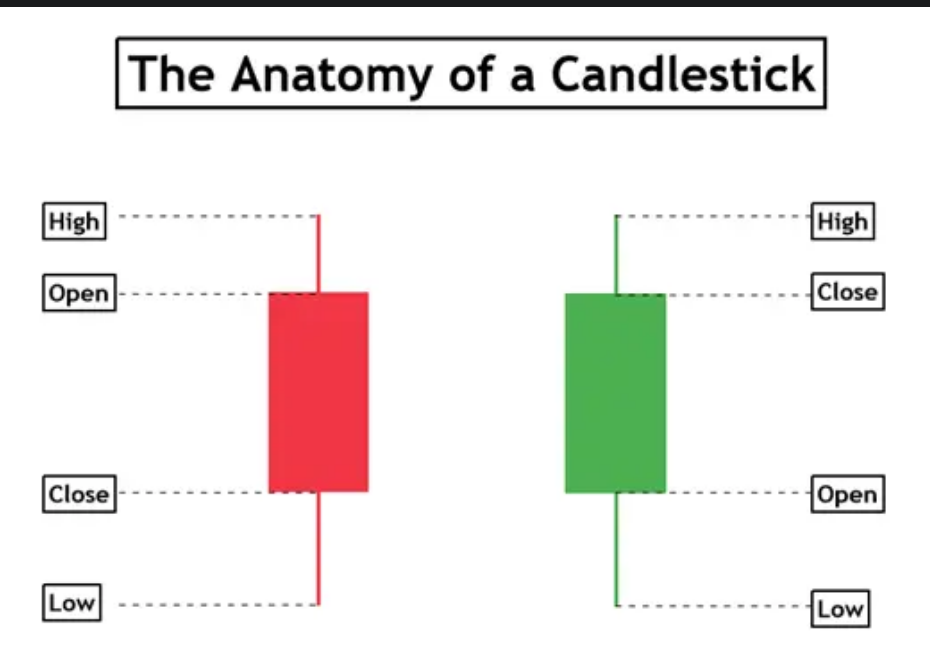 The Anatomy of a Candlestick
High
Open
Close
Low
High
Close
Open
Low